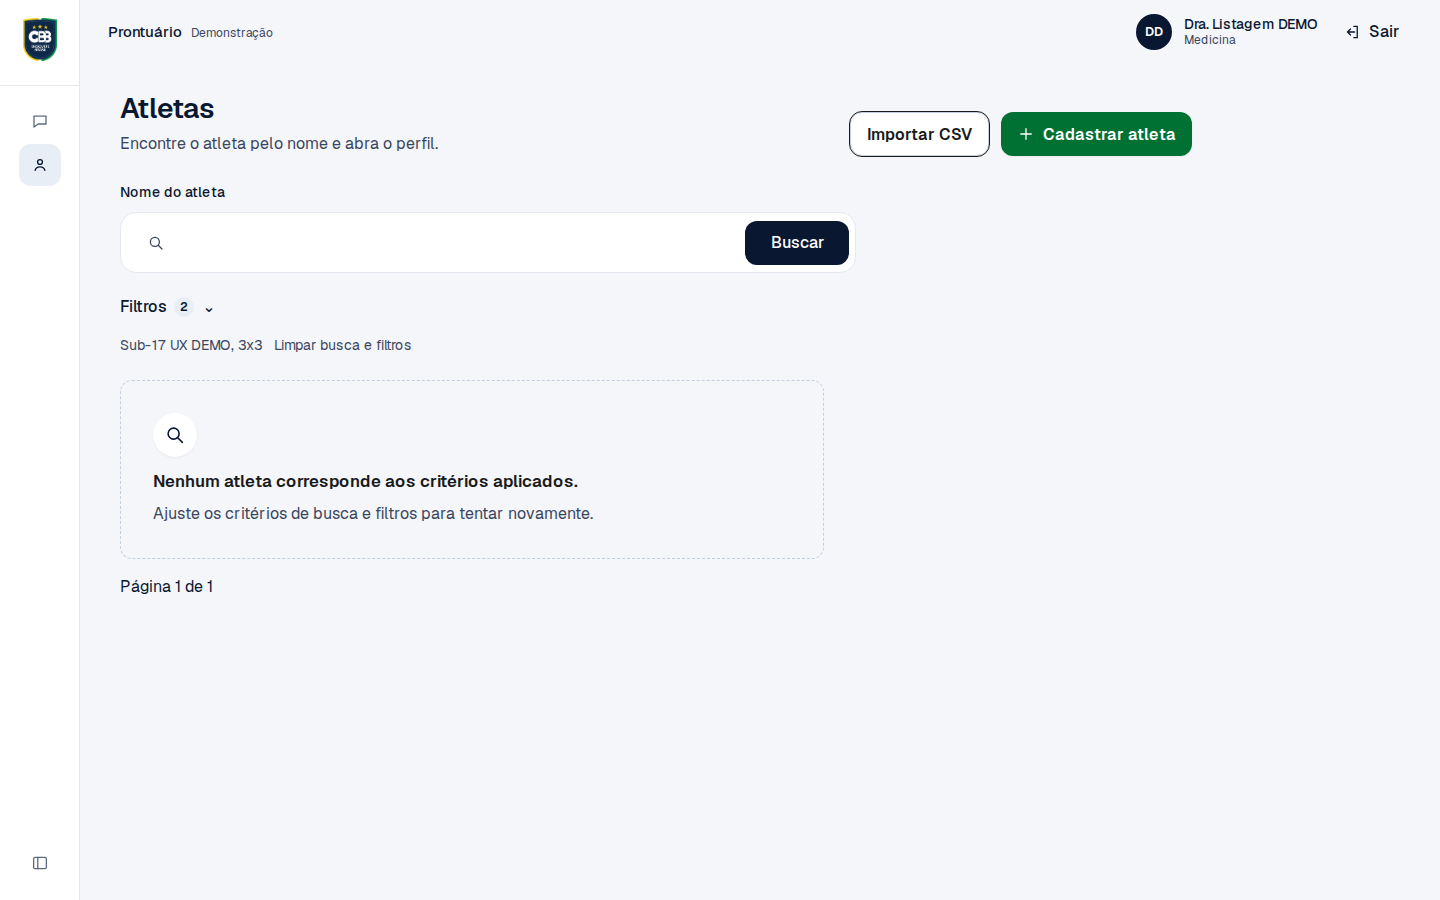 CBB
Prontuário Demonstração
DD
Dra. Listagem DEMO
Medicina
Sair
Atletas
Encontre o atleta pelo nome e abra o perfil.
Importar CSV
Cadastrar atleta
Nome do atleta
Buscar
Filtros 2
Sub-17 UX DEMO, 3x3 Limpar busca e filtros
Nenhum atleta corresponde aos critérios aplicados.
Ajuste os critérios de busca e filtros para tentar novamente.
Página 1 de 1